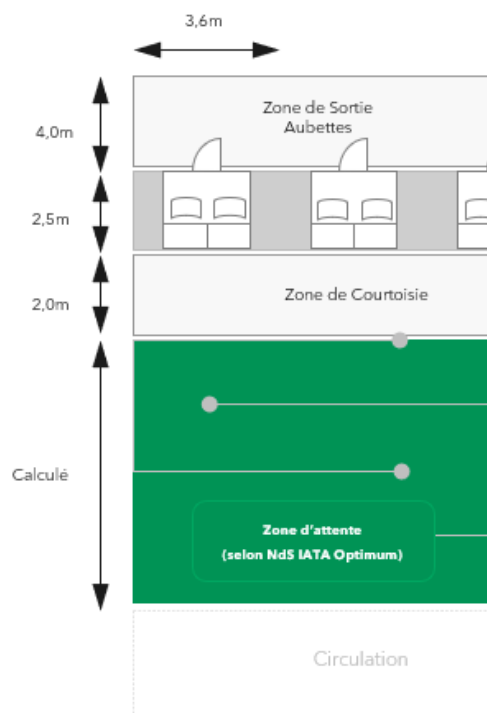 3,6m
4,0m
Zone de Sortie
Aubettes
2,5m
2,0m
Zone de Courtoisie
Calculé
Zone d'attente
(selon NdS IATA Optimum)
Circulation